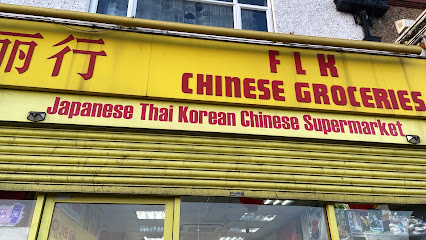 丽行
FLK
CHINESE GROCERIES
Japanese Thai Korean Chinese Supermarket